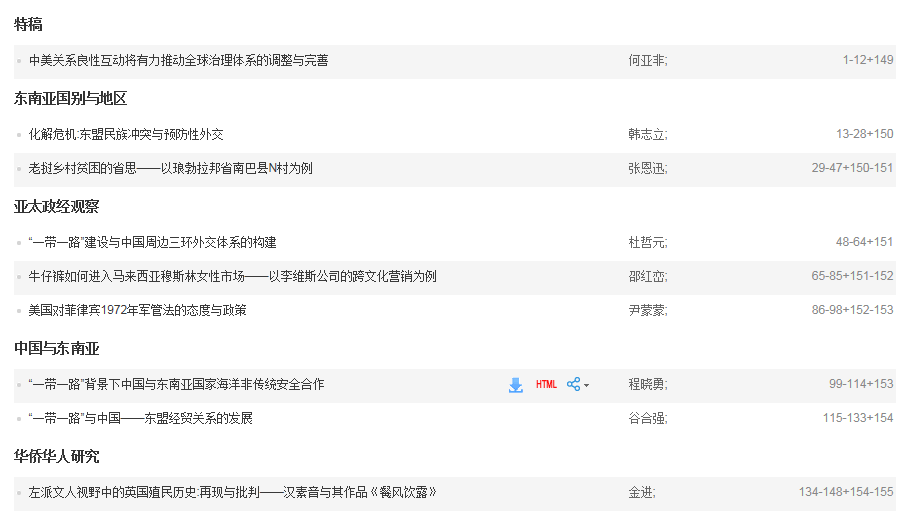 特稿
中美关系良性互动将有力推动全球治理体系的调整与完善 何亚非; 1-12+149
东南亚国别与地区
化解危机:东盟民族冲突与预防性外交 韩志立; 13-28+150
老挝乡村贫困的省思——以琅勃拉邦省南巴县N村为例 张恩迅; 29-47+150-151
亚太政经观察
“一带一路”建设与中国周边三环外交体系的构建 杜哲元; 48-64+151
牛仔裤如何进入马来西亚穆斯林女性市场——以李维斯公司的跨文化营销为例 邵红峦; 65-85+151-152
美国对菲律宾1972年军管法的态度与政策 尹蒙蒙; 86-98+152-153
中国与东南亚
“一带一路”背景下中国与东南亚国家海洋非传统安全合作 HTML 程晓勇; 99-114+153
“一带一路”与中国——东盟经贸关系的发展 谷合强; 115-133+154
华侨华人研究
左派文人视野中的英国殖民历史:再现与批判——汉素音与其作品《餐风饮露》 金进; 134-148+154-155